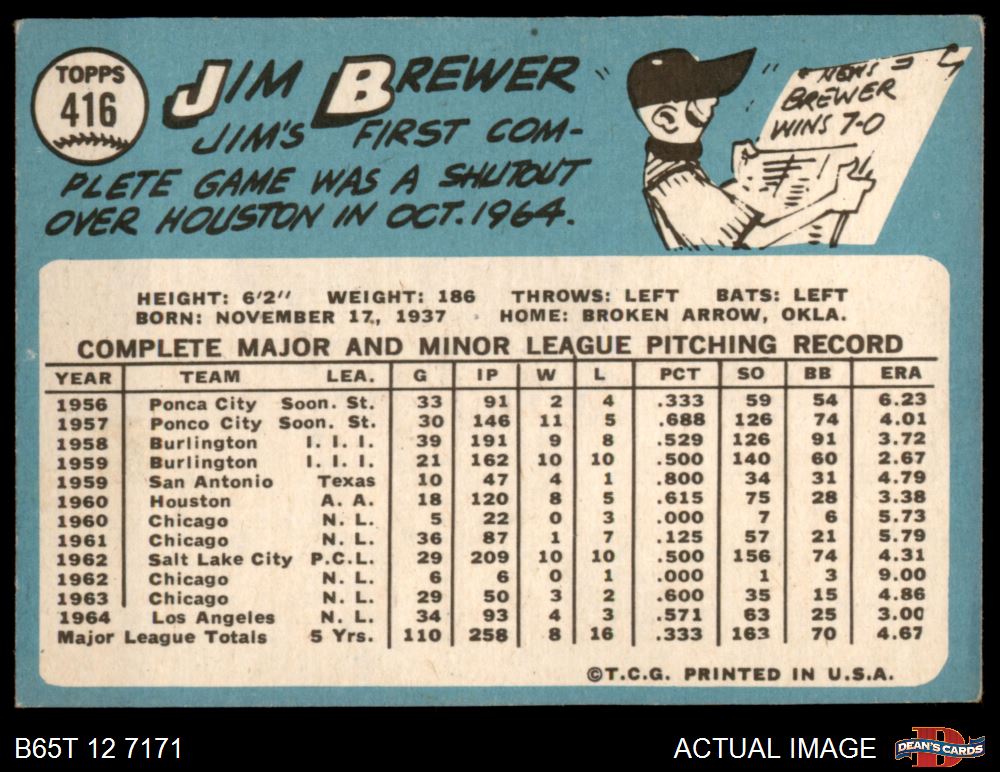 TOPPS
416
JIM BREWER
JIM'S FIRST COM-
PLETE GAME WAS A SHUTOUT
OVER HOUSTON IN OCT. 1964.
NEWS
BREWER
WINS 7-0
HEIGHT: 6'2'' WEIGHT: 186 THROWS: LEFT BATS: LEFT
BORN: NOVEMBER 17, 1937 HOME: BROKEN ARROW, OKLA.
COMPLETE MAJOR AND MINOR LEAGUE PITCHING RECORD
YEAR TEAM LEA. G IP W L PCT SO BB ERA
1956 Ponca City Soon. St. 33 91 2 4 .333 59 54 6.23
1957 Ponco City Soon. St. 30 146 11 5 .688 126 74 4.01
1958 Burlington I. I. I. 39 191 9 8 .529 126 91 3.72
1959 Burlington I. I. I. 21 162 10 10 .500 140 60 2.67
1959 San Antonio Texas 10 47 4 1 .800 34 31 4.79
1960 Houston A. A. 18 120 8 5 .615 75 28 3.38
1960 Chicago N. L. 5 22 0 3 .000 7 6 5.73
1961 Chicago N. L. 36 87 1 7 .125 57 21 5.79
1962 Salt Lake City P.C.L. 29 209 10 10 .500 156 74 4.31
1962 Chicago N. L. 6 6 0 1 .000 1 3 9.00
1963 Chicago N. L. 29 50 3 2 .600 35 15 4.86
1964 Los Angeles N. L. 34 93 4 3 .571 63 25 3.00
Major League Totals 5 Yrs. 110 258 8 16 .333 163 70 4.67
©T.C.G. PRINTED IN U.S.A.
B65T 12 7171 ACTUAL IMAGE
DEAN'S CARDS